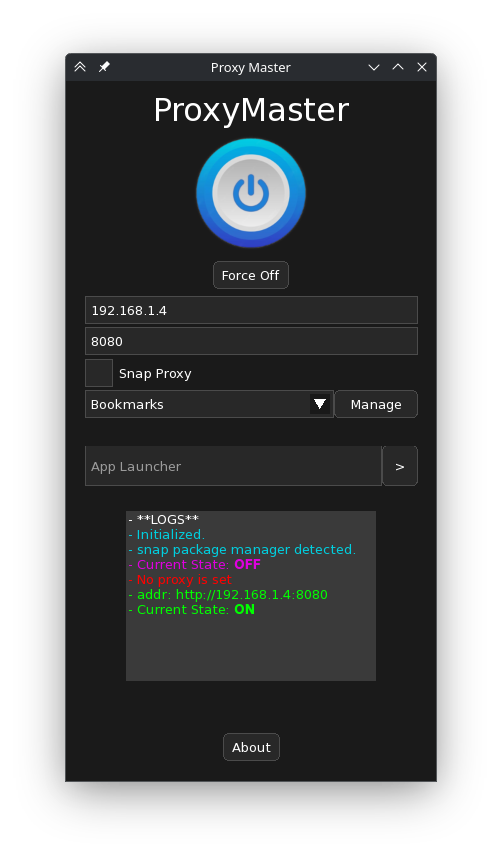 Proxy Master
ProxyMaster
Force Off
192.168.1.4
8080
Snap Proxy
Bookmarks
Manage
App Launcher
>
- **LOGS**
- Initialized.
- snap package manager detected.
- Current State: OFF
- No proxy is set
- addr: http://192.168.1.4:8080
- Current State: ON
About